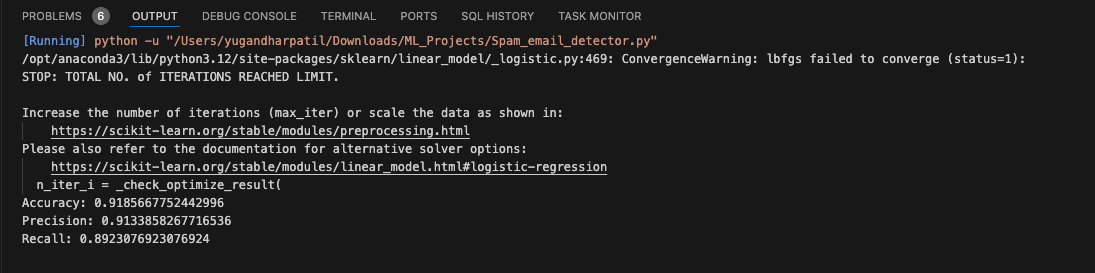 PROBLEMS 6 OUTPUT DEBUG CONSOLE TERMINAL PORTS SQL HISTORY TASK MONITOR
[Running] python -u "/Users/yugandharpatil/Downloads/ML_Projects/Spam_email_detector.py"
/opt/anaconda3/lib/python3.12/site-packages/sklearn/linear_model/_logistic.py:469: ConvergenceWarning: lbfgs failed to converge (status=1):
STOP: TOTAL NO. of ITERATIONS REACHED LIMIT.
Increase the number of iterations (max_iter) or scale the data as shown in:
https://scikit-learn.org/stable/modules/preprocessing.html
Please also refer to the documentation for alternative solver options:
https://scikit-learn.org/stable/modules/linear_model.html#logistic-regression
n_iter_i = _check_optimize_result(
Accuracy: 0.9185667752442996
Precision: 0.9133858267716536
Recall: 0.8923076923076924